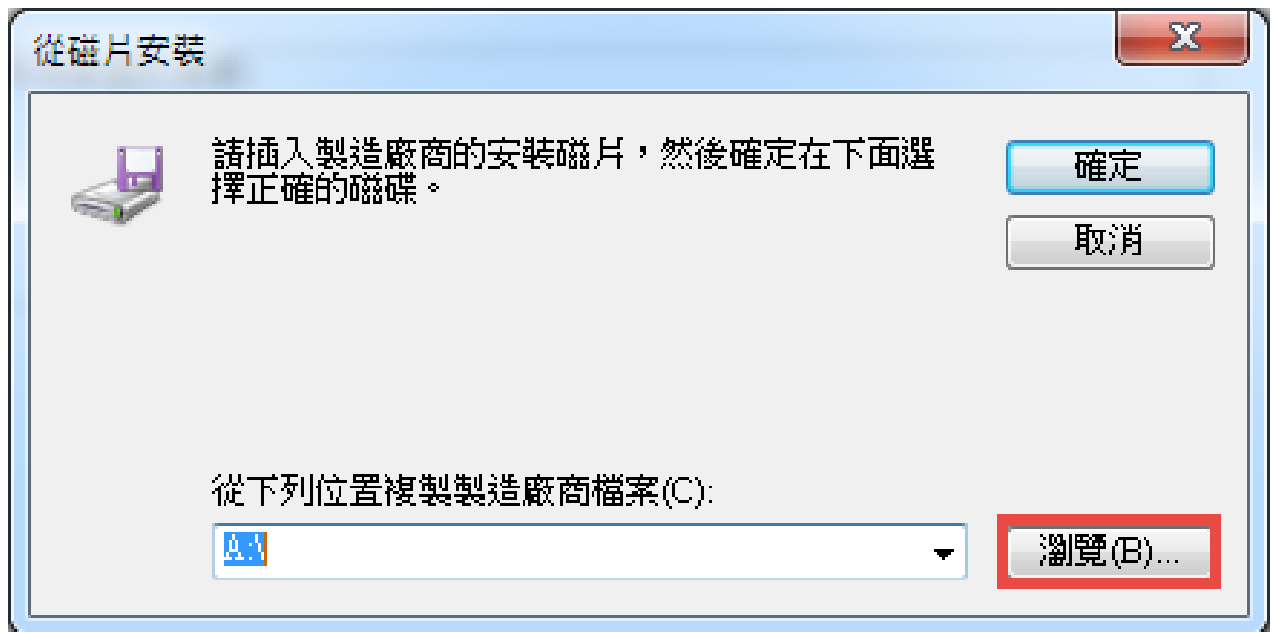 從磁片安裝
請插入製造廠商的安裝磁片，然後確定在下面選
擇正確的磁碟。
確定
取消
從下列位置複製製造廠商檔案(C):
A:\
瀏覽(B)...